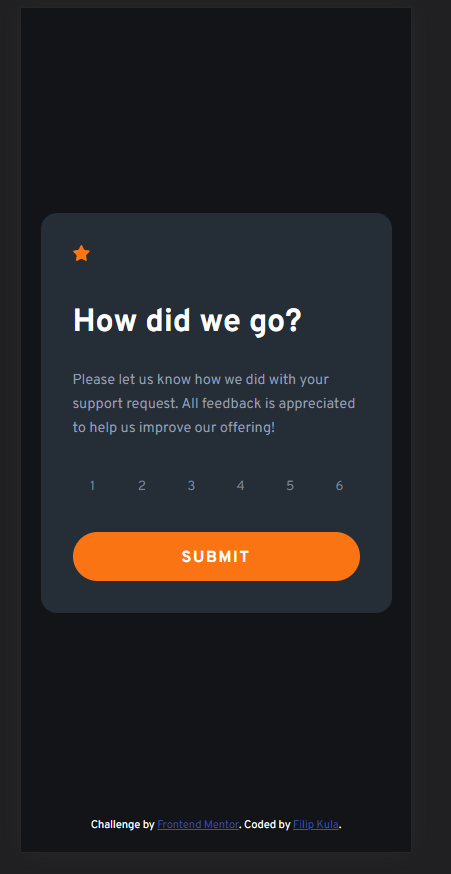 How did we go?
Please let us know how we did with your
support request. All feedback is appreciated
to help us improve our offering!
1 2 3 4 5 6
SUBMIT
Challenge by Frontend Mentor. Coded by Filip Kula.